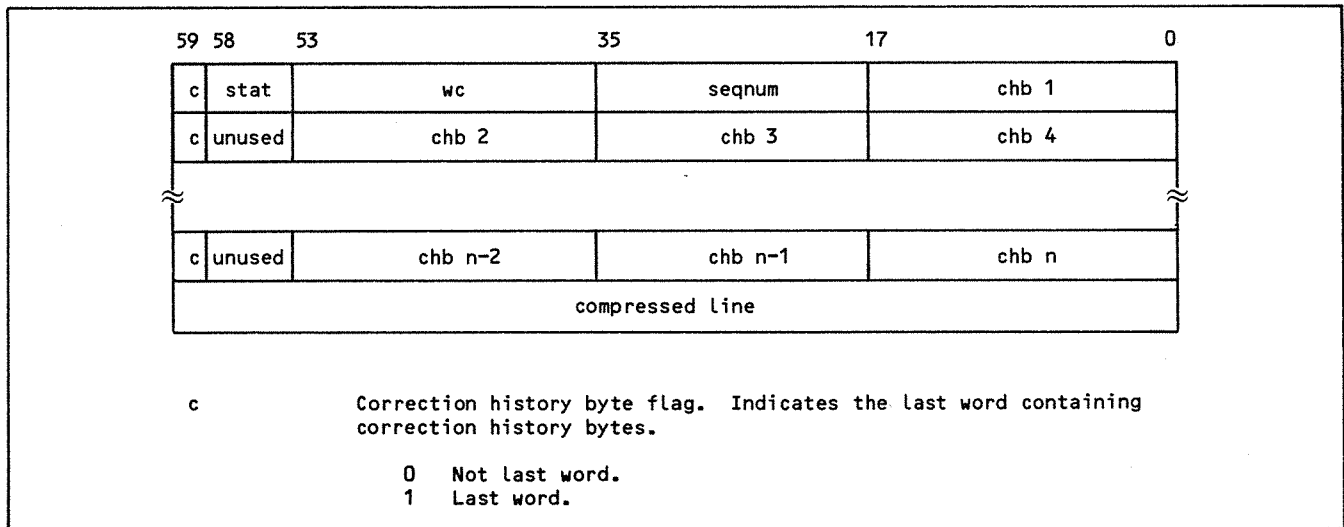 59 58 53 35 17 0
c stat wc seqnum chb 1
c unused chb 2 chb 3 chb 4
c unused chb n-2 chb n-1 chb n
compressed line
c Correction history byte flag. Indicates the last word containing
correction history bytes.
0 Not last word.
1 Last word.